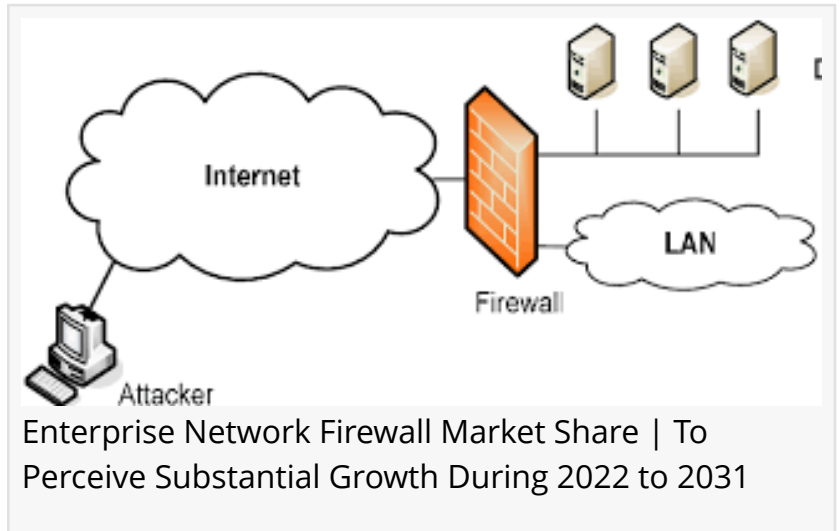 Internet
LAN
Firewall
Attacker
Enterprise Network Firewall Market Share | To
Perceive Substantial Growth During 2022 to 2031